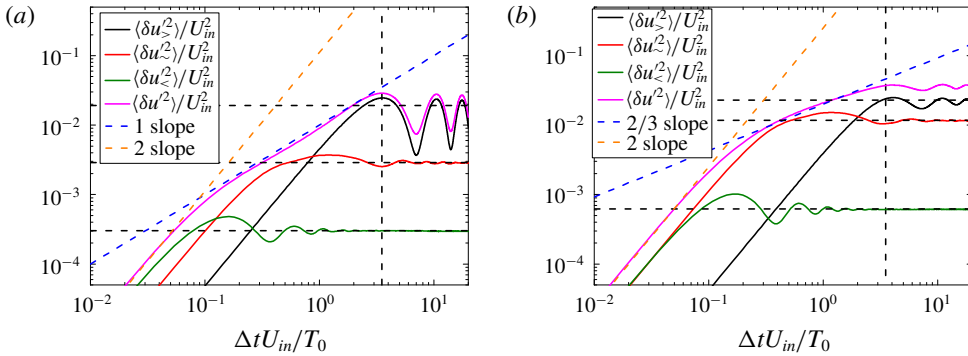 (a)
10⁻¹
10⁻²
10⁻³
10⁻⁴
⟨δu′²_>⟩/U²_in
⟨δu′²_~⟩/U²_in
⟨δu′²_<⟩/U²_in
⟨δu′²⟩/U²_in
1 slope
2 slope
10⁻² 10⁻¹ 10⁰ 10¹
ΔtU_in/T₀
(b)
10⁻¹
10⁻²
10⁻³
10⁻⁴
⟨δu′²_>⟩/U²_in
⟨δu′²_~⟩/U²_in
⟨δu′²_<⟩/U²_in
⟨δu′²⟩/U²_in
2/3 slope
2 slope
10⁻² 10⁻¹ 10⁰ 10¹
ΔtU_in/T₀